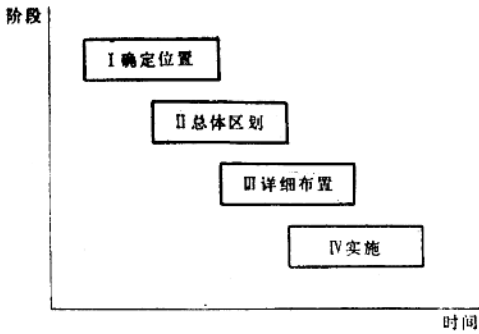 阶段
Ⅰ确定位置
Ⅱ总体区划
Ⅲ详细布置
Ⅳ实施
时间